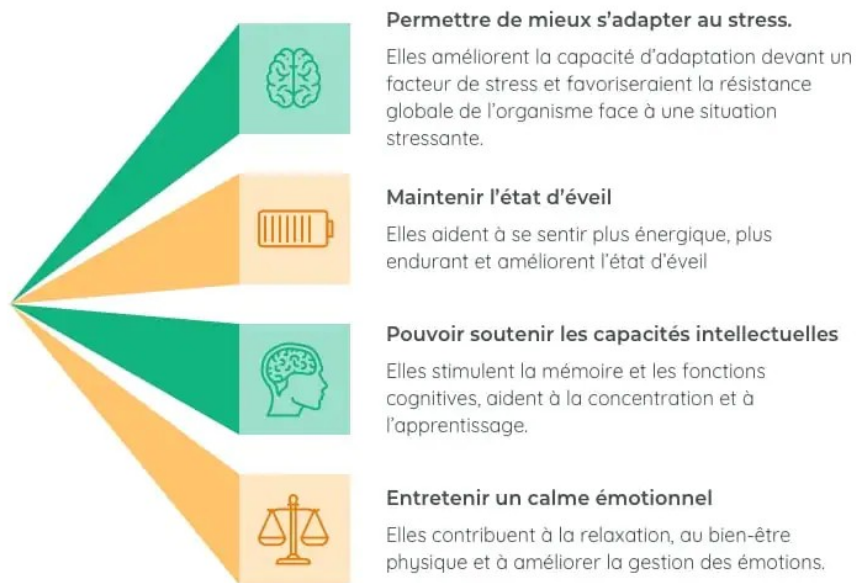 Permettre de mieux s’adapter au stress.
Elles améliorent la capacité d’adaptation devant un
facteur de stress et favoriseraient la résistance
globale de l’organisme face à une situation
stressante.
Maintenir l’état d’éveil
Elles aident à se sentir plus énergique, plus
endurant et améliorent l’état d’éveil
Pouvoir soutenir les capacités intellectuelles
Elles stimulent la mémoire et les fonctions
cognitives, aident à la concentration et à
l’apprentissage.
Entretenir un calme émotionnel
Elles contribuent à la relaxation, au bien-être
physique et à améliorer la gestion des émotions.